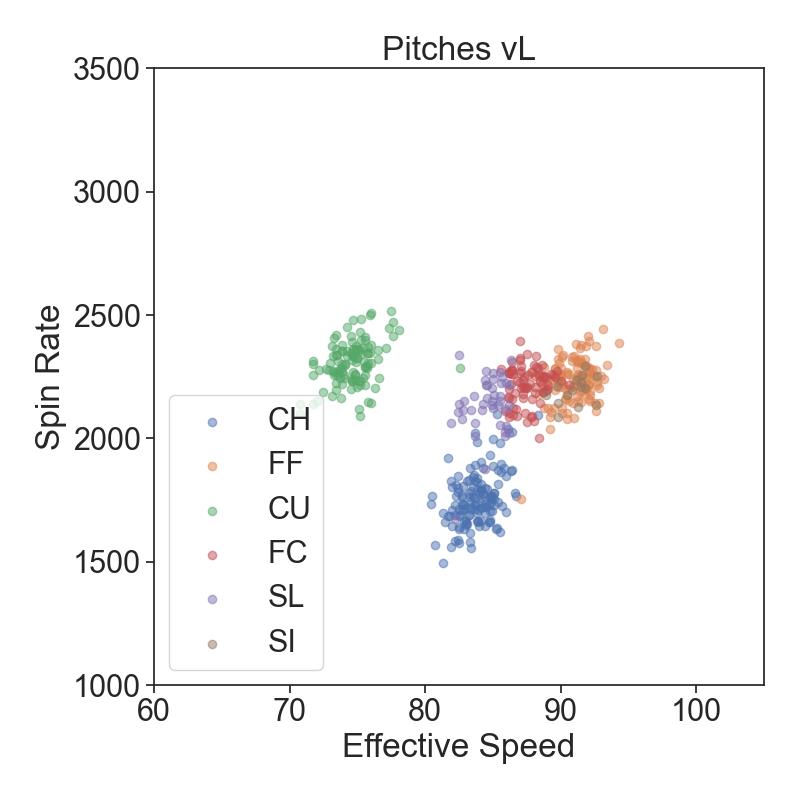 Pitches vL
3500
3000
2500
2000
1500
1000
Spin Rate
CH
FF
CU
FC
SL
SI
60 70 80 90 100
Effective Speed